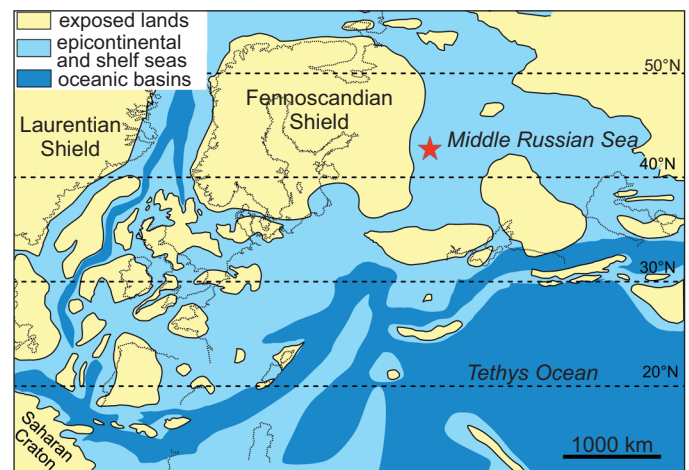 exposed lands
epicontinental
and shelf seas
oceanic basins
50°N
Fennoscandian
Shield
Laurentian
Shield
Middle Russian Sea
40°N
30°N
Tethys Ocean
20°N
Saharan
Craton
1000 km